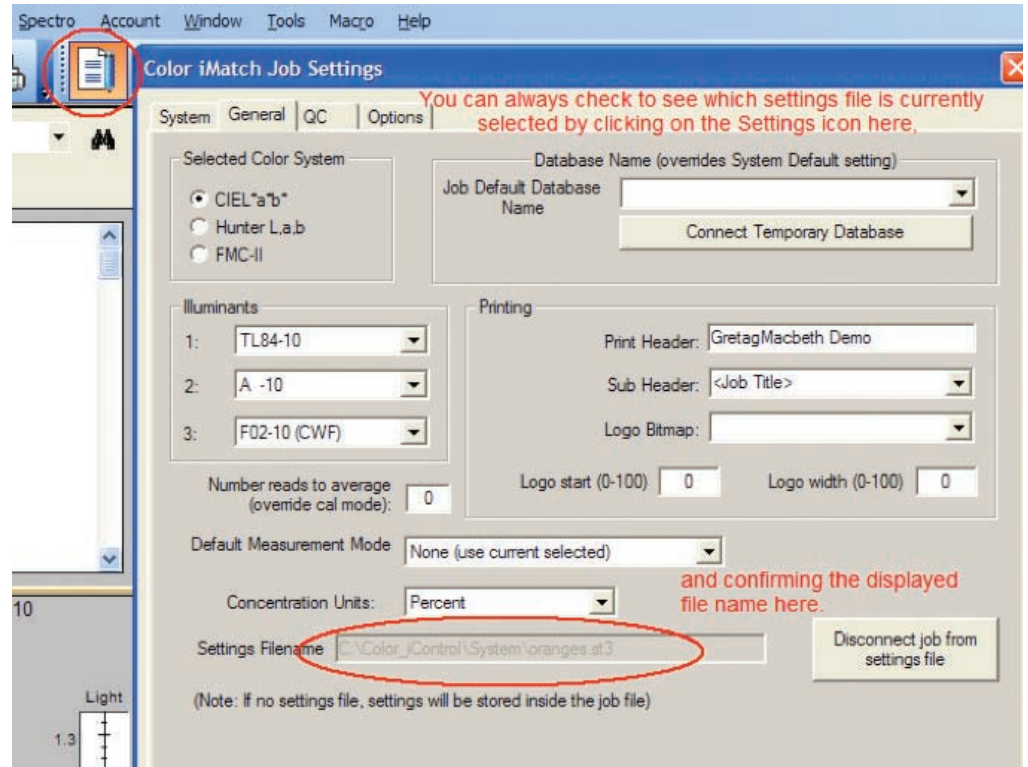 Spectro Account Window Tools Macro Help
Color iMatch Job Settings
You can always check to see which settings file is currently
selected by clicking on the Settings icon here,
System General QC Options
Selected Color System
CIEL*a*b*
Hunter L,a,b
FMC-II
Database Name (overrides System Default setting)
Job Default Database
Name
Connect Temporary Database
Illuminants
1: TL84-10
2: A -10
3: F02-10 (CWF)
Printing
Print Header: GretagMacbeth Demo
Sub Header: <Job Title>
Logo Bitmap:
Logo start (0-100) 0 Logo width (0-100) 0
Number reads to average
(override cal mode): 0
Default Measurement Mode None (use current selected)
and confirming the displayed
file name here.
Concentration Units: Percent
Settings Filename C:\Color_iControl\System\oranges.st3
Disconnect job from
settings file
(Note: If no settings file, settings will be stored inside the job file)
10
Light
1.3